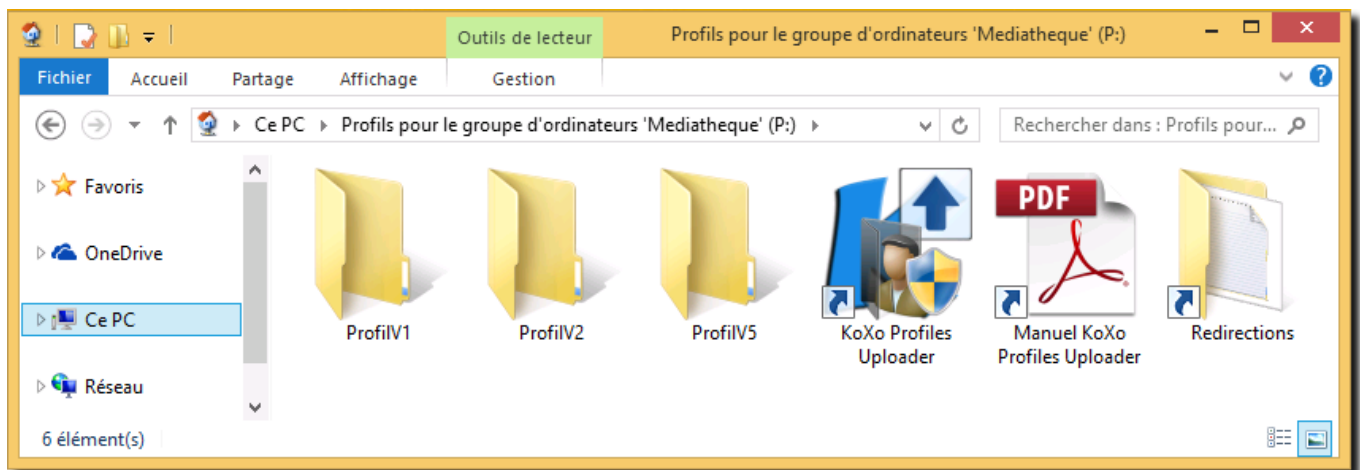 Outils de lecteur
Profils pour le groupe d'ordinateurs 'Mediatheque' (P:)
Fichier Accueil Partage Affichage Gestion
Ce PC Profils pour le groupe d'ordinateurs 'Mediatheque' (P:)
Rechercher dans : Profils pour...
Favoris
OneDrive
Ce PC
Réseau
ProfilV1
ProfilV2
ProfilV5
KoXo Profiles
Uploader
PDF
Manuel KoXo
Profiles Uploader
Redirections
6 élément(s)